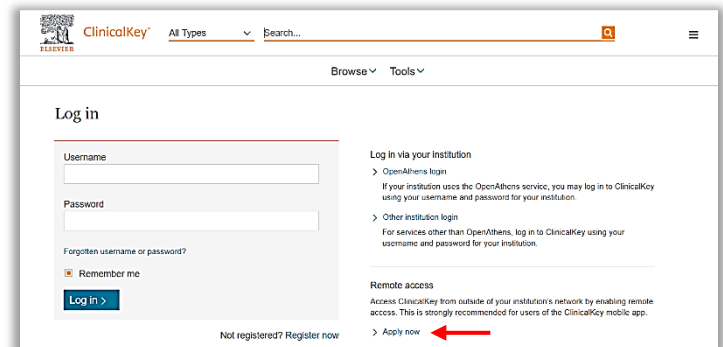 ELSEVIER
ClinicalKey®
All Types
Search...
Browse Tools
Log in
Username
Password
Forgotten username or password?
Remember me
Log in >
Not registered? Register now
Log in via your institution
> OpenAthens login
If your institution uses the OpenAthens service, you may log in to ClinicalKey
using your username and password for your institution.
> Other institution login
For services other than OpenAthens, log in to ClinicalKey using your
username and password for your institution.
Remote access
Access ClinicalKey from outside of your institution's network by enabling remote
access. This is strongly recommended for users of the ClinicalKey mobile app.
> Apply now